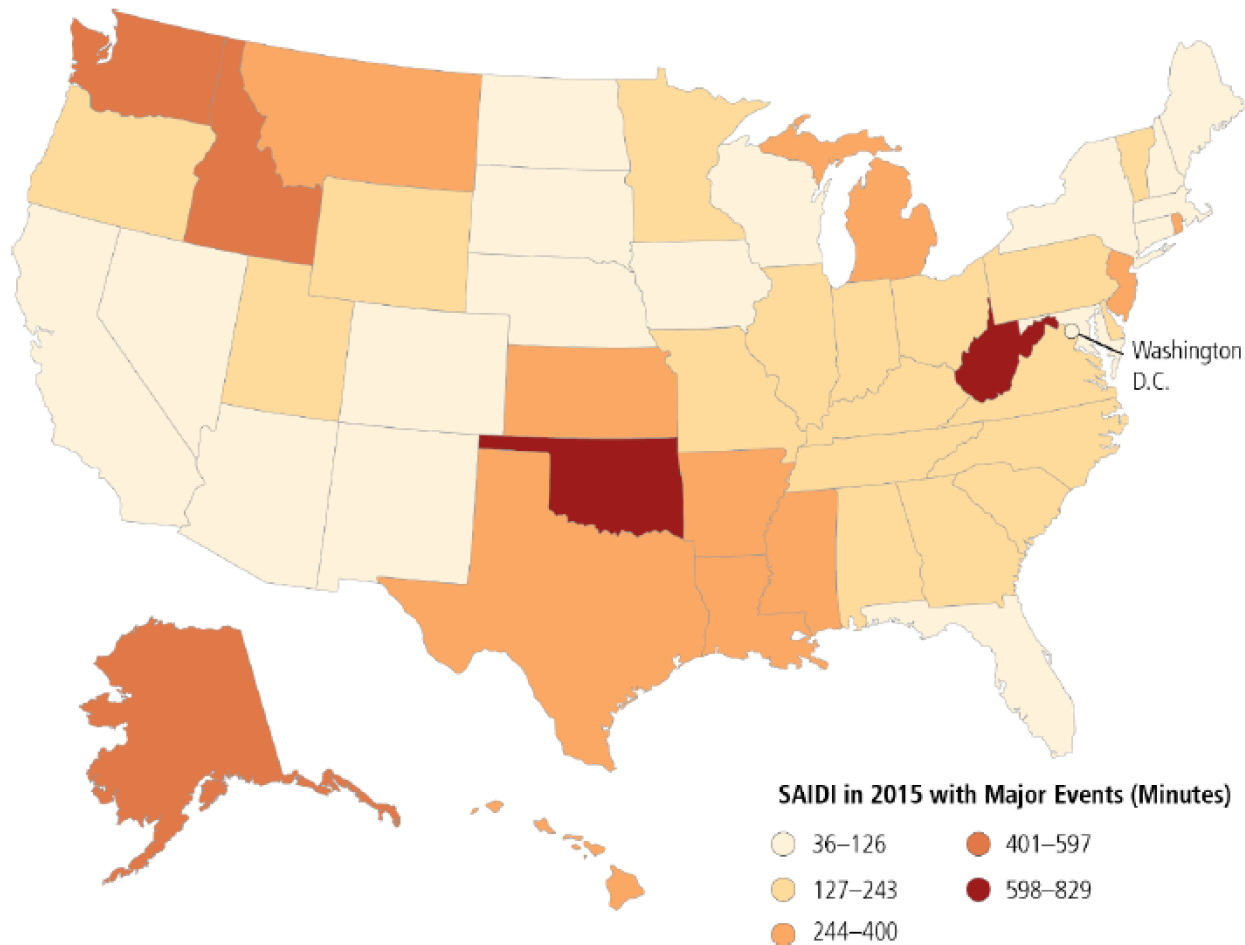 Washington
D.C.
SAIDI in 2015 with Major Events (Minutes)
36–126
401–597
127–243
598–829
244–400